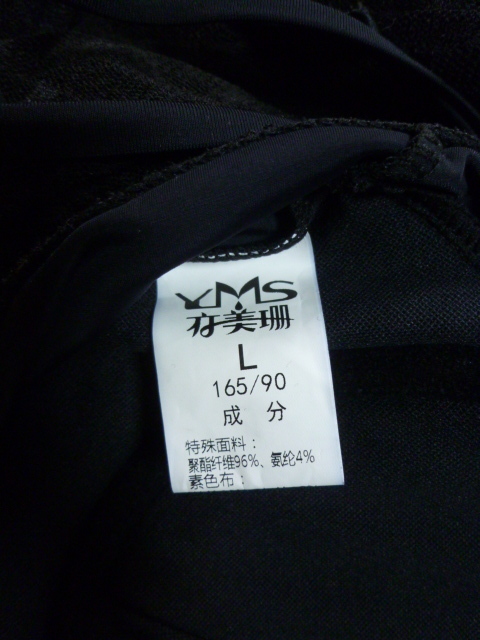 YMS
存美珊
L
165/90
成 分
特殊面料：
聚酯纤维96%、氨纶4%
素色布：